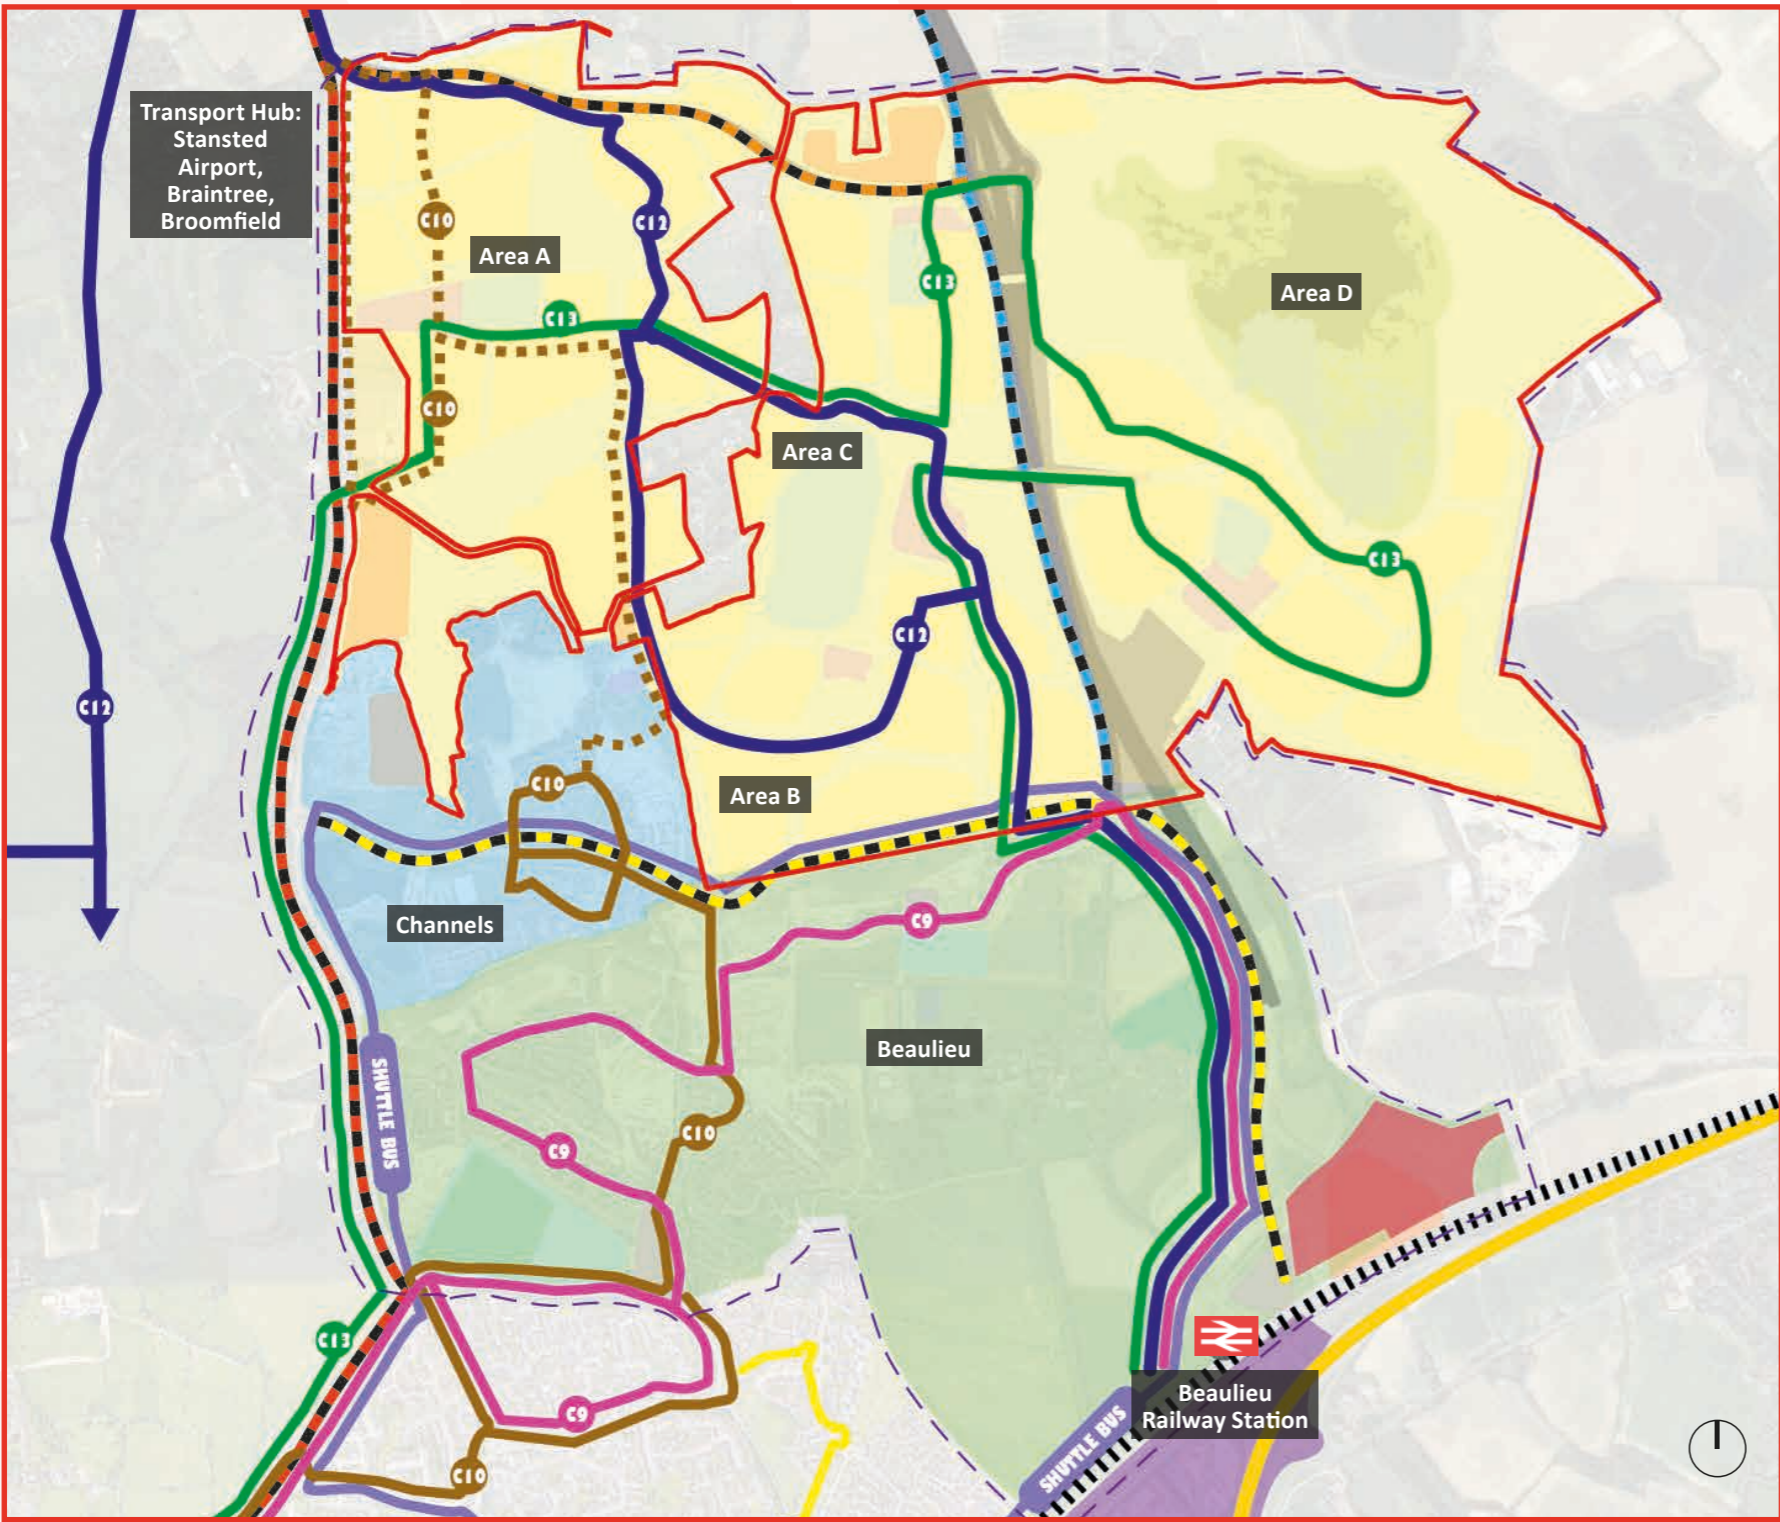 Transport Hub:
Stansted
Airport,
Braintree,
Broomfield
C10
C12
Area A
C13
C13
Area D
C10
Area C
C13
C12
C12
C10
Area B
Channels
C9
Beaulieu
SHUTTLE BUS
C10
C9
C13
C9
C10
Beaulieu
Railway Station
SHUTTLE BUS